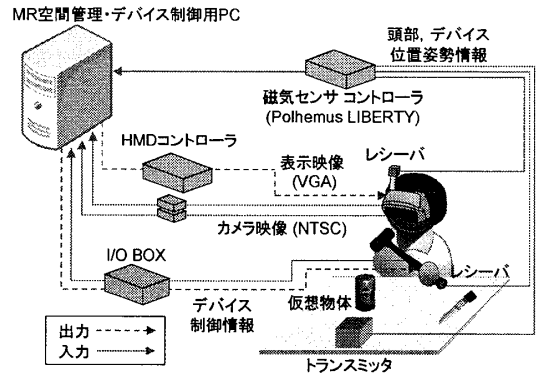 MR空間管理・デバイス制御用PC
頭部, デバイス
位置姿勢情報
磁気センサ コントローラ
(Polhemus LIBERTY)
HMDコントローラ
表示映像
(VGA)
レシーバ
カメラ映像 (NTSC)
I/O BOX
レシーバ
デバイス
制御情報
仮想物体
出力
入力
トランスミッタ